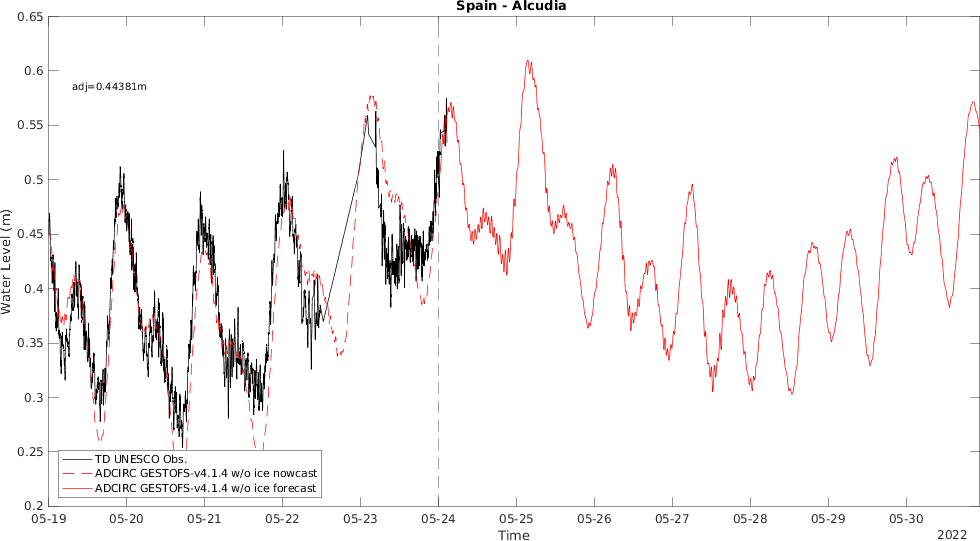 Spain - Alcudia
0.65
0.6
0.55
0.5
0.45
0.4
0.35
0.3
0.25
0.2
Water Level (m)
adj=0.44381m
TD UNESCO Obs.
ADCIRC GESTOFS-v4.1.4 w/o ice nowcast
ADCIRC GESTOFS-v4.1.4 w/o ice forecast
05-19 05-20 05-21 05-22 05-23 05-24 05-25 05-26 05-27 05-28 05-29 05-30
Time
2022